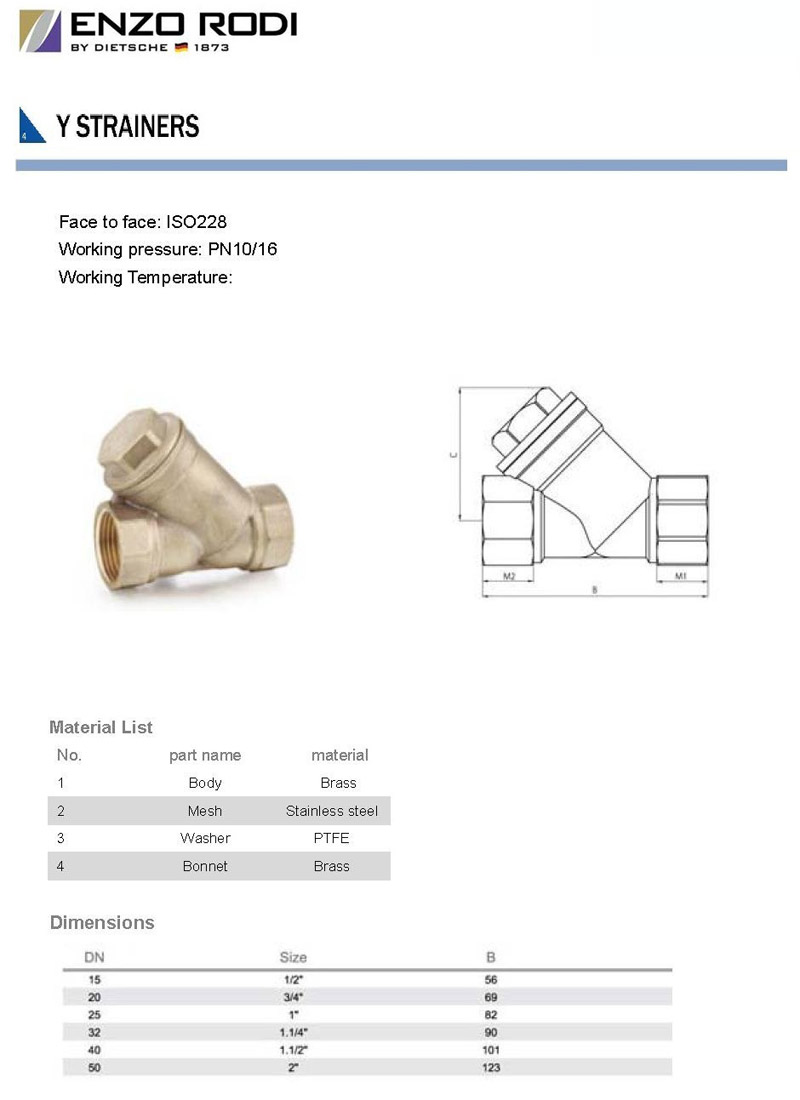 ENZO RODI
BY DIETSCHE 1873
4
Y STRAINERS
Face to face: ISO228
Working pressure: PN10/16
Working Temperature:
C
M2
M1
B
Material List
No. part name material
1 Body Brass
2 Mesh Stainless steel
3 Washer PTFE
4 Bonnet Brass
Dimensions
DN Size B
15 1/2" 56
20 3/4" 69
25 1" 82
32 1.1/4" 90
40 1.1/2" 101
50 2" 123